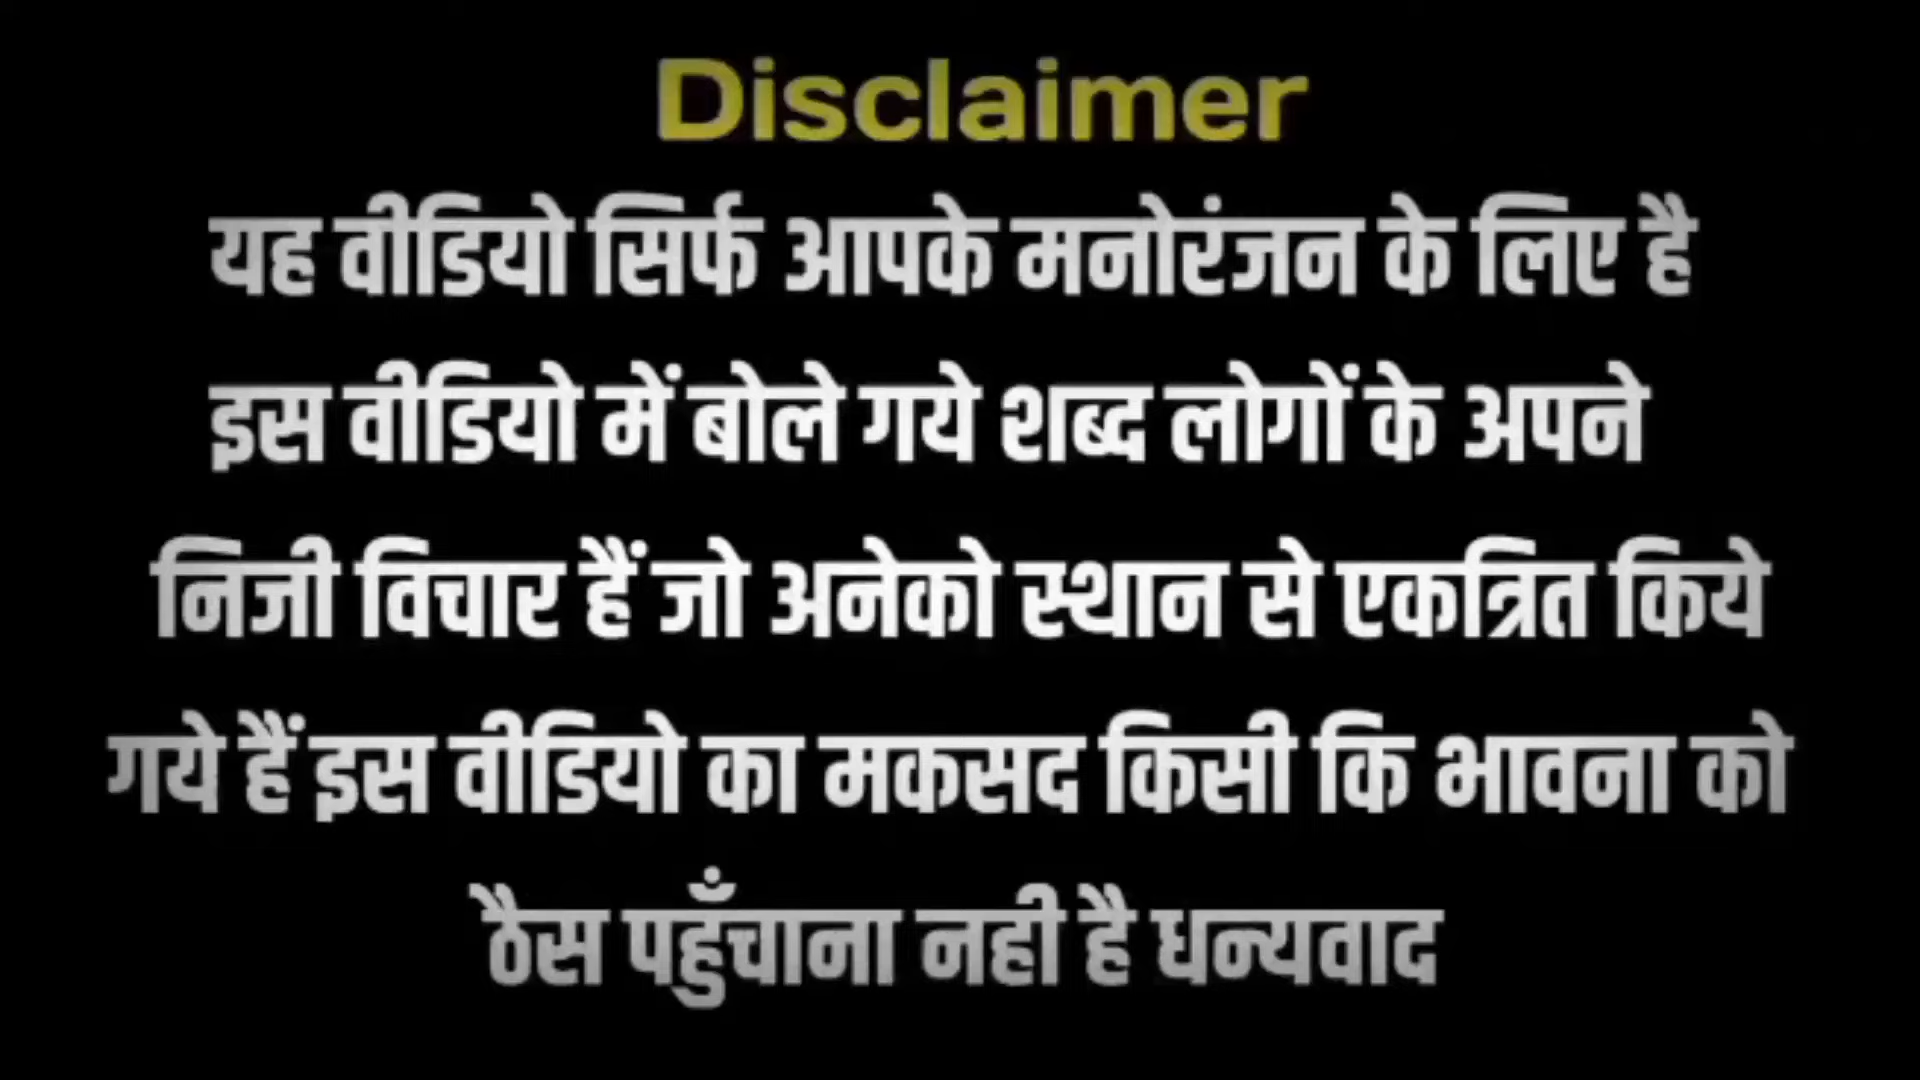 Disclaimer
यह वीडियो सिर्फ आपके मनोरंजन के लिए है
इस वीडियो में बोले गये शब्द लोगों के अपने
निजी विचार हैं जो अनेको स्थान से एकत्रित किये
गये हैं इस वीडियो का मकसद किसी कि भावना को
ठैस पहुँचाना नही है धन्यवाद